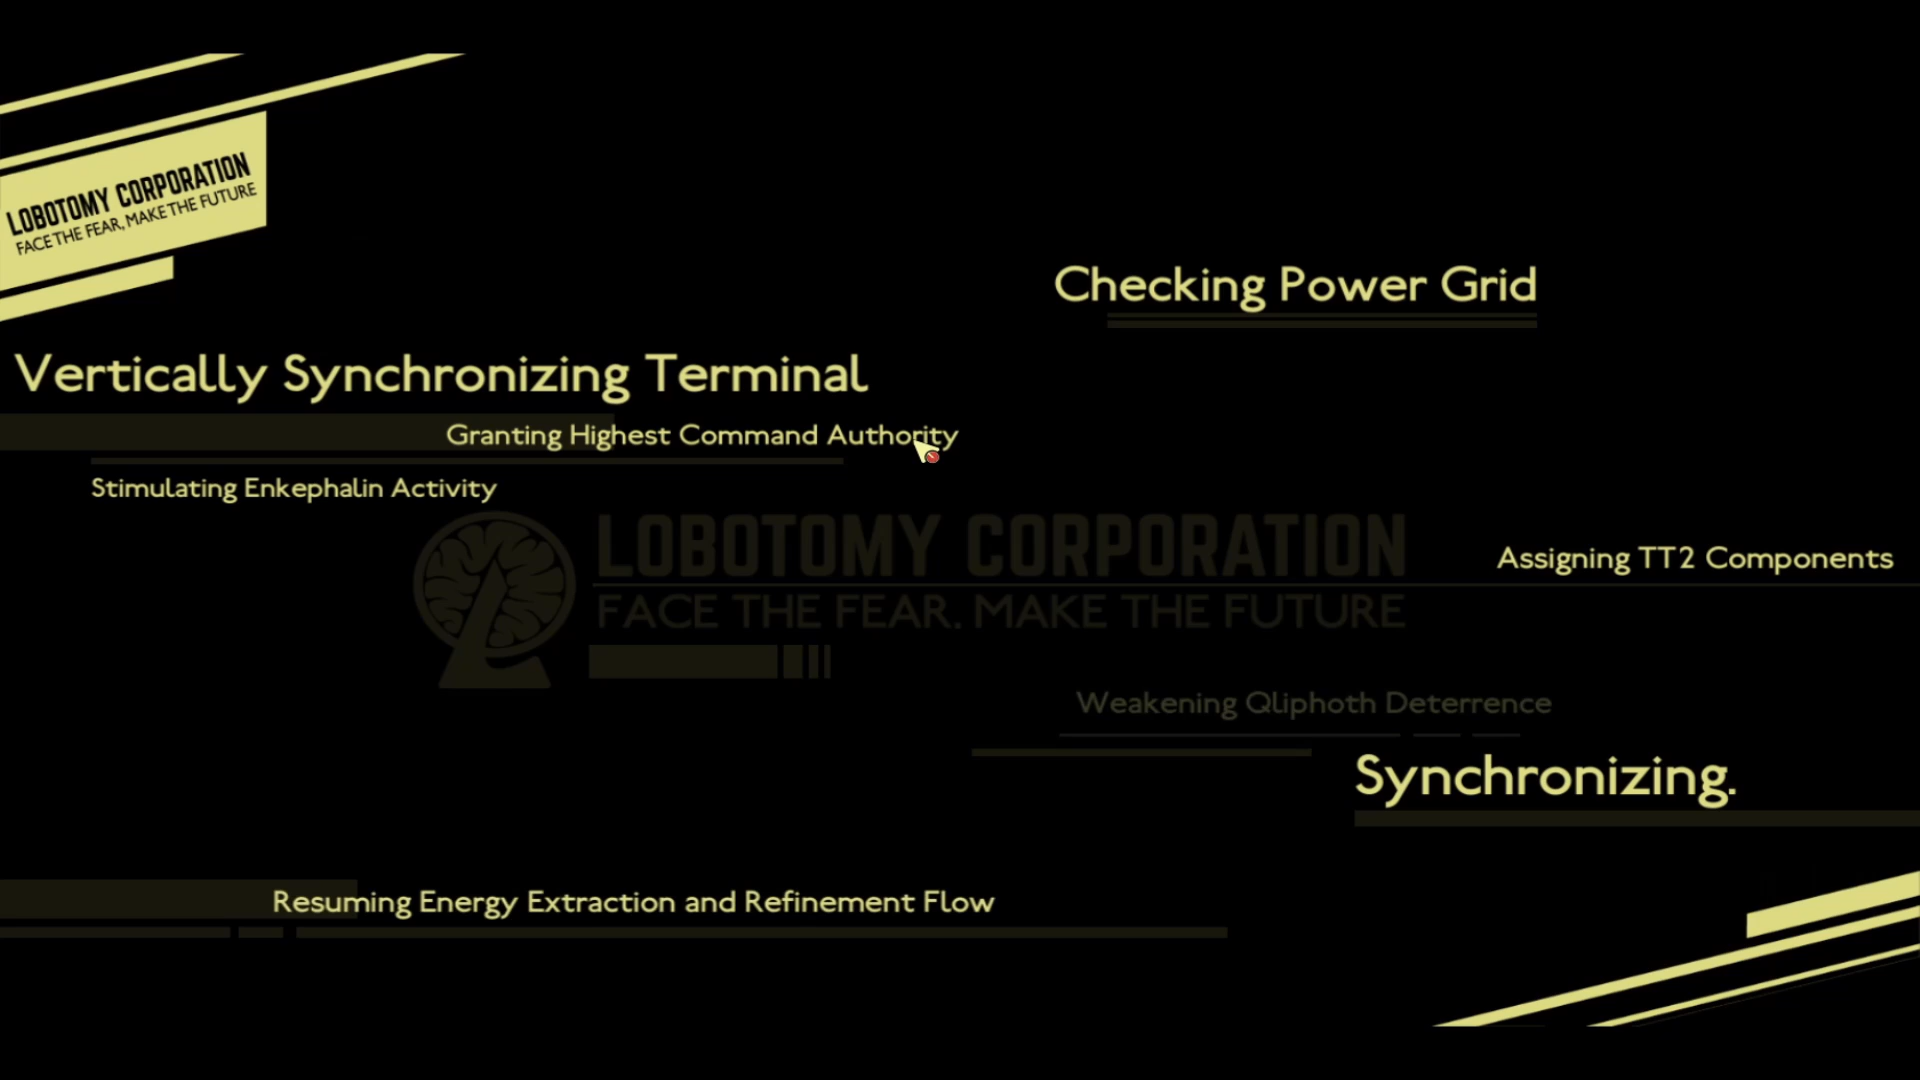 LOBOTOMY CORPORATION
FACE THE FEAR, MAKE THE FUTURE
Checking Power Grid
Vertically Synchronizing Terminal
Granting Highest Command Authority
Stimulating Enkephalin Activity
LOBOTOMY CORPORATION
FACE THE FEAR. MAKE THE FUTURE
Assigning TT2 Components
Weakening Qliphoth Deterrence
Synchronizing.
Resuming Energy Extraction and Refinement Flow